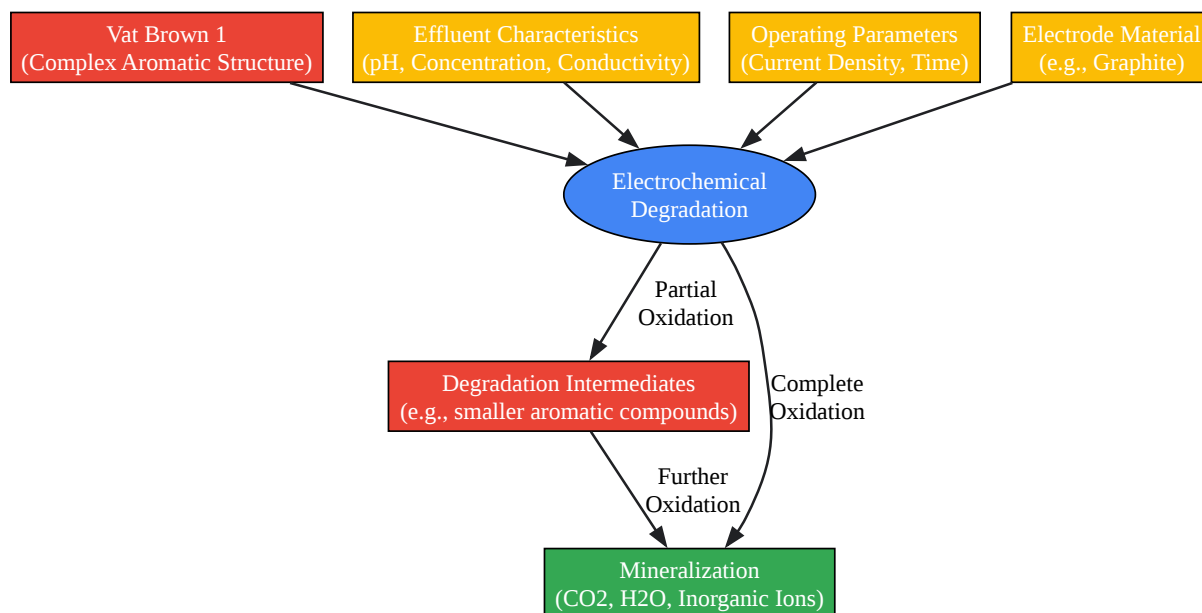 Vat Brown 1
(Complex Aromatic Structure)
Effluent Characteristics
(pH, Concentration, Conductivity)
Operating Parameters
(Current Density, Time)
Electrode Material
(e.g., Graphite)
Electrochemical
Degradation
Partial
Oxidation
Degradation Intermediates
(e.g., smaller aromatic compounds)
Complete
Oxidation
Further
Oxidation
Mineralization
(CO2, H2O, Inorganic Ions)